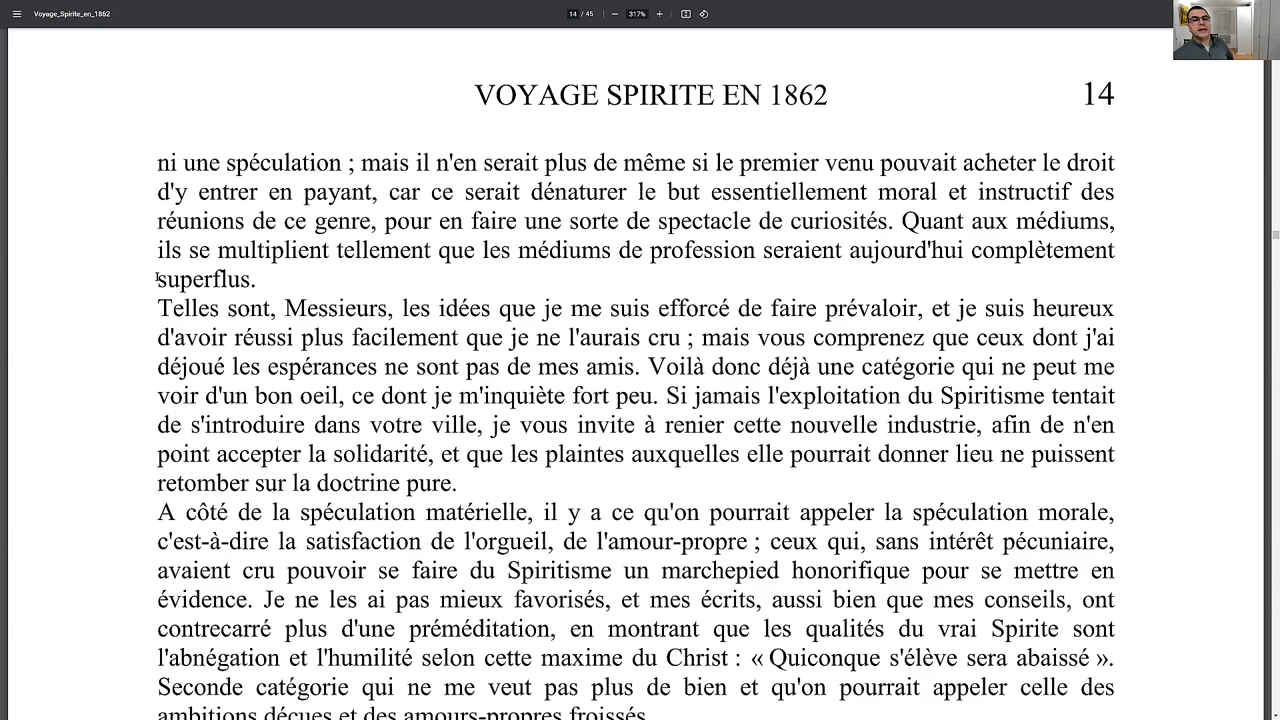 Voyage_Spirite_en_1862
14 / 45
317%
VOYAGE SPIRITE EN 1862
14
ni une spéculation ; mais il n'en serait plus de même si le premier venu pouvait acheter le droit
d'y entrer en payant, car ce serait dénaturer le but essentiellement moral et instructif des
réunions de ce genre, pour en faire une sorte de spectacle de curiosités. Quant aux médiums,
ils se multiplient tellement que les médiums de profession seraient aujourd'hui complètement
superflus.
Telles sont, Messieurs, les idées que je me suis efforcé de faire prévaloir, et je suis heureux
d'avoir réussi plus facilement que je ne l'aurais cru ; mais vous comprenez que ceux dont j'ai
déjoué les espérances ne sont pas de mes amis. Voilà donc déjà une catégorie qui ne peut me
voir d'un bon oeil, ce dont je m'inquiète fort peu. Si jamais l'exploitation du Spiritisme tentait
de s'introduire dans votre ville, je vous invite à renier cette nouvelle industrie, afin de n'en
point accepter la solidarité, et que les plaintes auxquelles elle pourrait donner lieu ne puissent
retomber sur la doctrine pure.
A côté de la spéculation matérielle, il y a ce qu'on pourrait appeler la spéculation morale,
c'est-à-dire la satisfaction de l'orgueil, de l'amour-propre ; ceux qui, sans intérêt pécuniaire,
avaient cru pouvoir se faire du Spiritisme un marchepied honorifique pour se mettre en
évidence. Je ne les ai pas mieux favorisés, et mes écrits, aussi bien que mes conseils, ont
contrecarré plus d'une préméditation, en montrant que les qualités du vrai Spirite sont
l'abnégation et l'humilité selon cette maxime du Christ : « Quiconque s'élève sera abaissé ».
Seconde catégorie qui ne me veut pas plus de bien et qu'on pourrait appeler celle des
ambitions déçues et des amours-propres froissés.